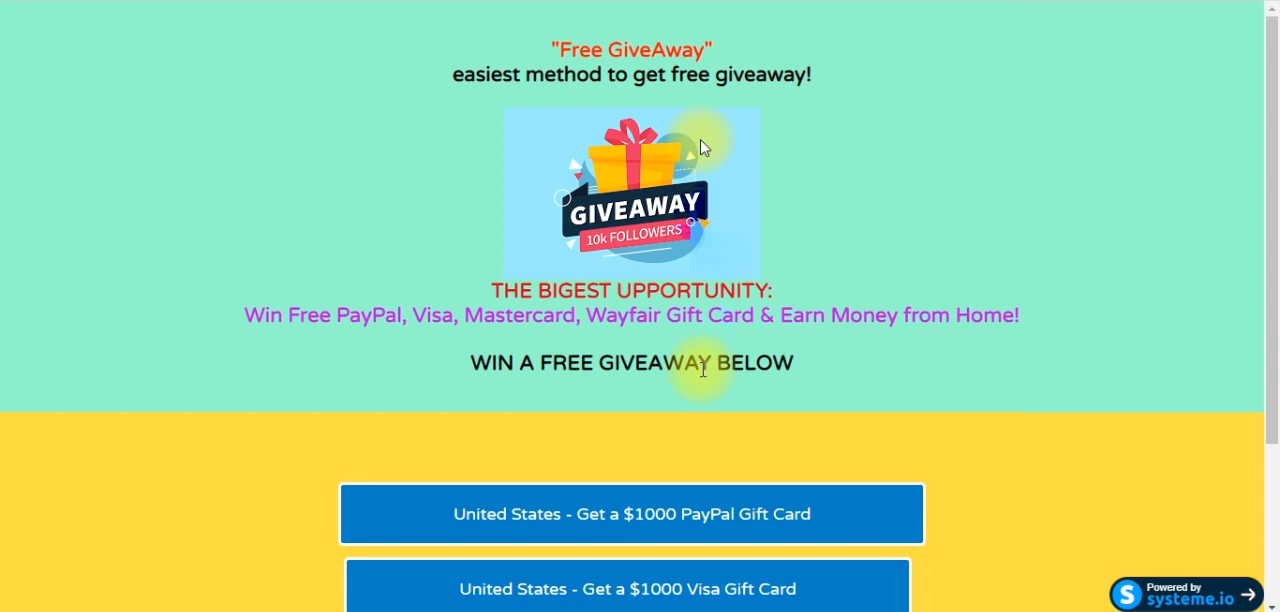 "Free GiveAway"
easiest method to get free giveaway!
GIVEAWAY
10k FOLLOWERS
THE BIGEST UPPORTUNITY:
Win Free PayPal, Visa, Mastercard, Wayfair Gift Card & Earn Money from Home!
WIN A FREE GIVEAWAY BELOW
United States - Get a $1000 PayPal Gift Card
United States - Get a $1000 Visa Gift Card
S
Powered by
systeme.io